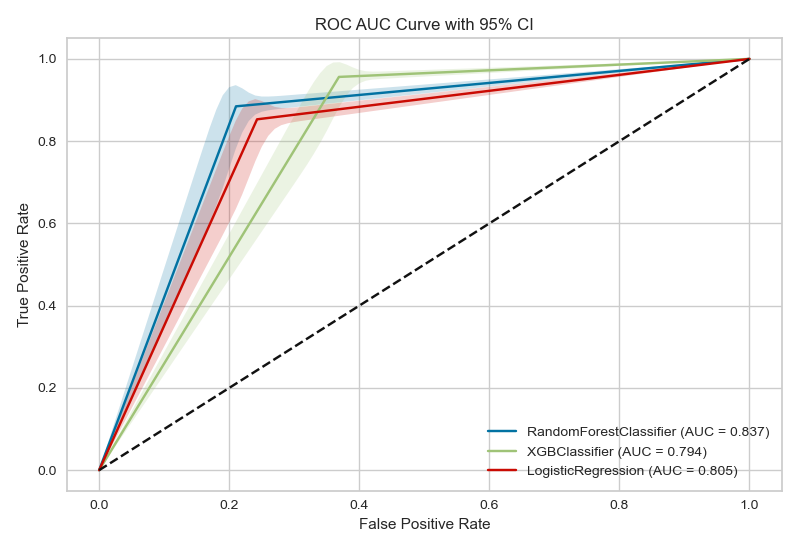 ROC AUC Curve with 95% CI
1.0
0.8
0.6
0.4
0.2
0.0
True Positive Rate
RandomForestClassifier (AUC = 0.837)
XGBClassifier (AUC = 0.794)
LogisticRegression (AUC = 0.805)
0.0 0.2 0.4 0.6 0.8 1.0
False Positive Rate